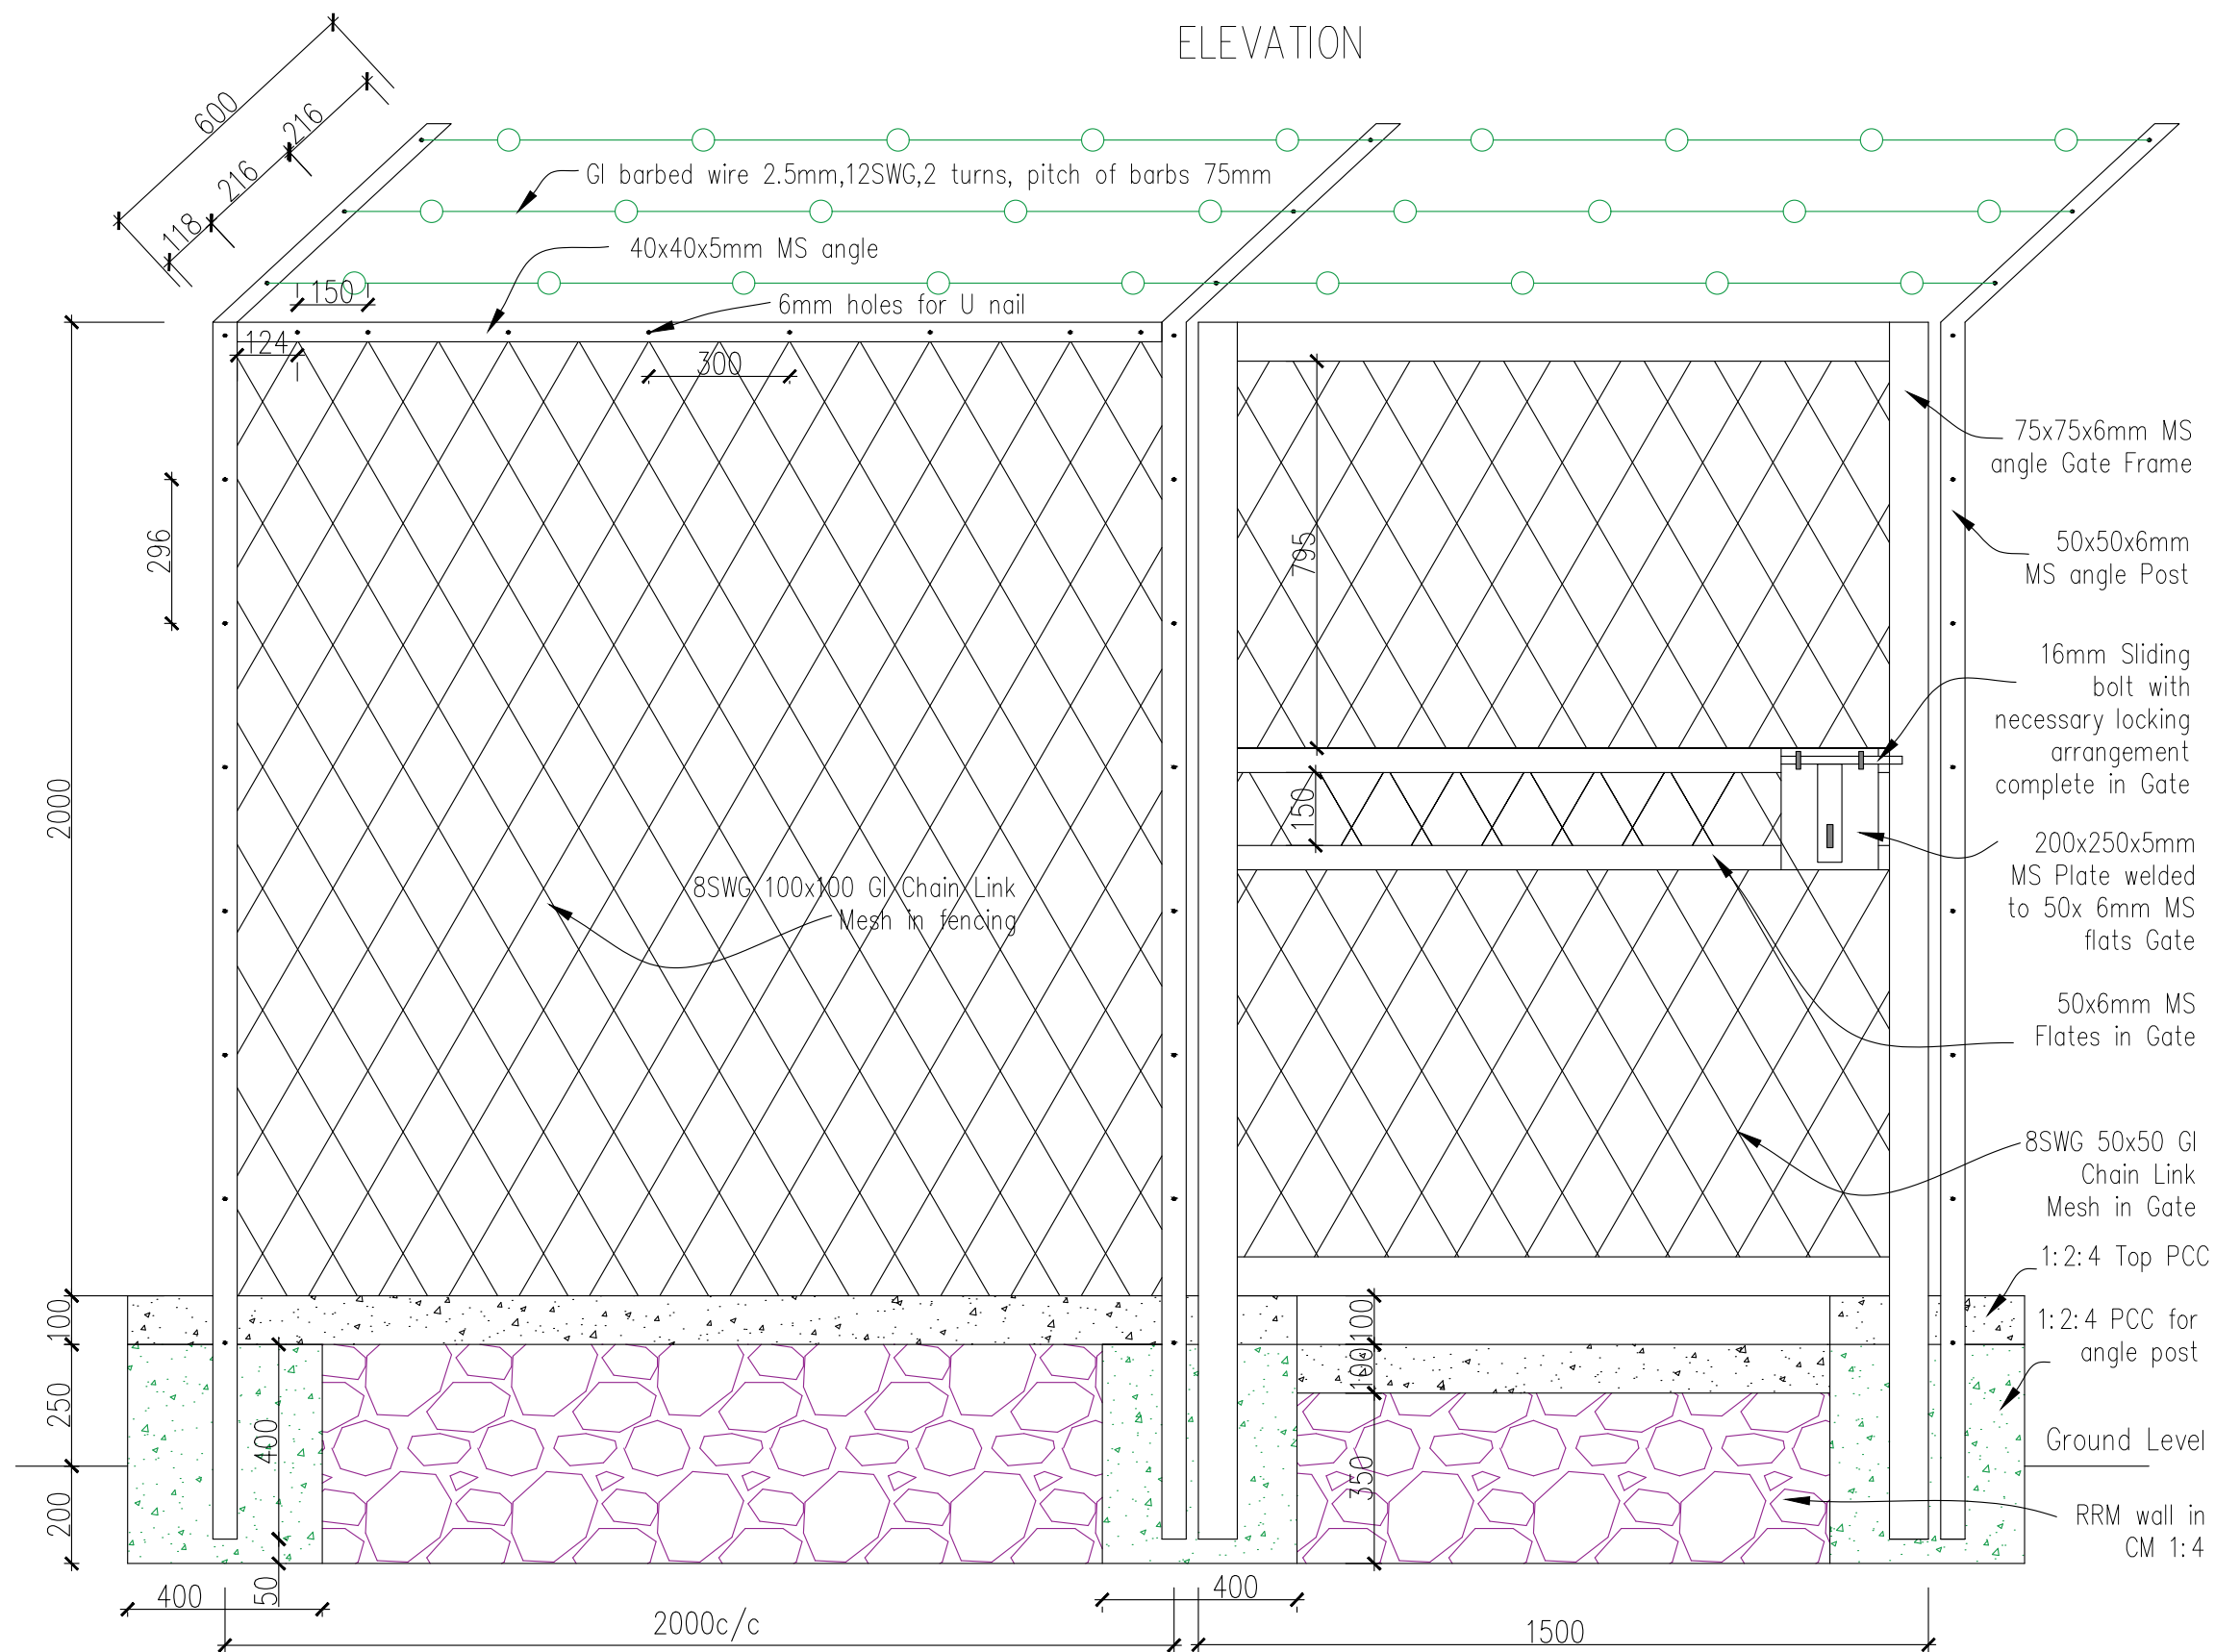 ELEVATION
600
216
216
118
GI barbed wire 2.5mm,12SWG,2 turns, pitch of barbs 75mm
40x40x5mm MS angle
150
6mm holes for U nail
124
300
296
2000
795
150
75x75x6mm MS
angle Gate Frame
50x50x6mm
MS angle Post
16mm Sliding
bolt with
necessary locking
arrangement
complete in Gate
200x250x5mm
MS Plate welded
to 50x 6mm MS
flats Gate
8SWG 100x100 GI Chain Link
Mesh in fencing
50x6mm MS
Flates in Gate
8SWG 50x50 GI
Chain Link
Mesh in Gate
1:2:4 Top PCC
1:2:4 PCC for
angle post
Ground Level
RRM wall in
CM 1:4
100
250
200
400
50
100
100
350
400
2000c/c
400
1500